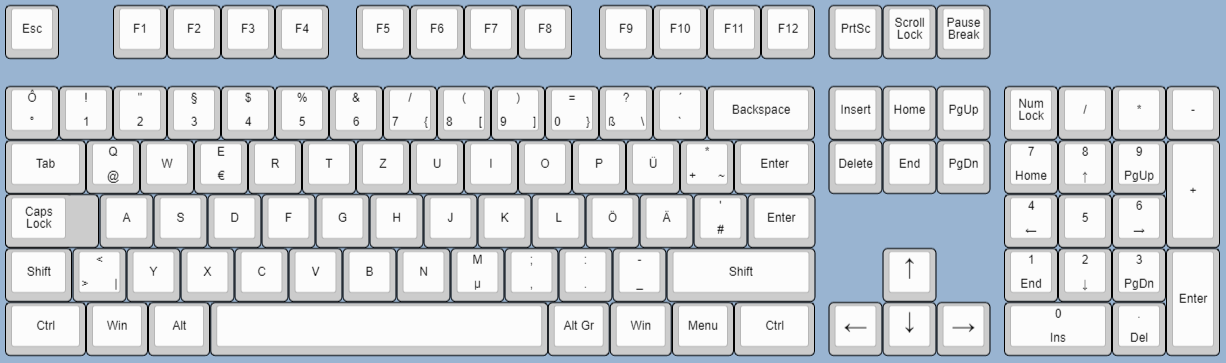 Esc F1 F2 F3 F4 F5 F6 F7 F8 F9 F10 F11 F12 PrtSc Scroll Lock Pause Break
Ô ! " § $ % & / ( ) = ? ´ Backspace Insert Home PgUp Num Lock / * -
° 1 2 3 4 5 6 7 { 8 [ 9 ] 0 } ß \ `
Tab Q W E R T Z U I O P Ü * Enter Delete End PgDn 7 8 9 +
@ € + ~ Home ↑ PgUp
Caps Lock A S D F G H J K L Ö Ä ' Enter 4 5 6
# ← →
Shift < Y X C V B N M ; : - Shift ↑ 1 2 3 Enter
> | µ , . _ End ↓ PgDn
Ctrl Win Alt Alt Gr Win Menu Ctrl ← ↓ → 0 .
Ins Del